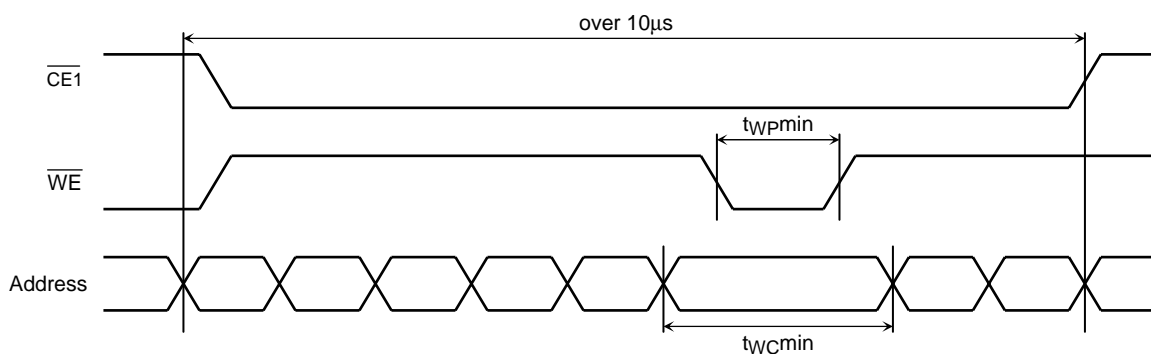 over 10μs
CE1
tWPmin
WE
Address
tWCmin